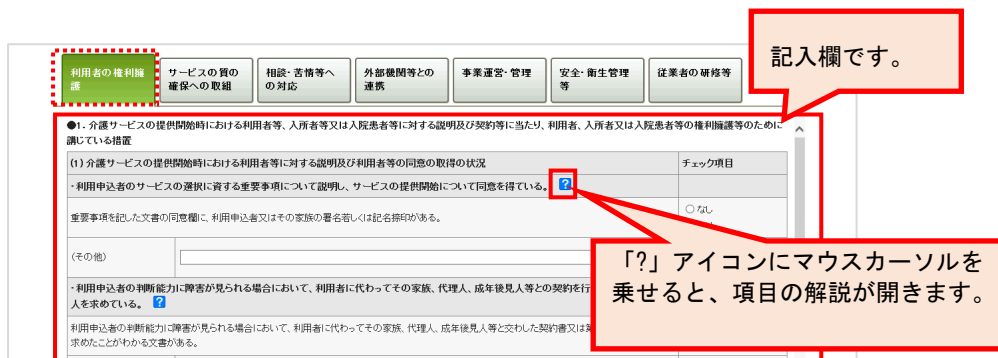 利用者の権利擁
護
サービスの質の
確保への取組
相談・苦情等へ
の対応
外部機関等との
連携
事業運営・管理
安全・衛生管理
等
従業者の研修等
記入欄です。
●1. 介護サービスの提供開始時における利用者等、入所者等又は入院患者等に対する説明及び契約等に当たり、利用者、入所者又は入院患者等の権利擁護等のために
講じている措置
(1) 介護サービスの提供開始時における利用者等に対する説明及び利用者等の同意の取得の状況
チェック項目
・利用申込者のサービスの選択に資する重要事項について説明し、サービスの提供開始について同意を得ている。 ?
重要事項を記した文書の同意欄に、利用申込者又はその家族の署名若しくは記名捺印がある。
なし
(その他)
「?」アイコンにマウスカーソルを
乗せると、項目の解説が開きます。
・利用申込者の判断能力に障害が見られる場合において、利用者に代わってその家族、代理人、成年後見人等との契約を行
人を求めている。 ?
利用申込者の判断能力に障害が見られる場合において、利用者に代わってその家族、代理人、成年後見人等と交わした契約書又は
求めたことがわかる文書がある。